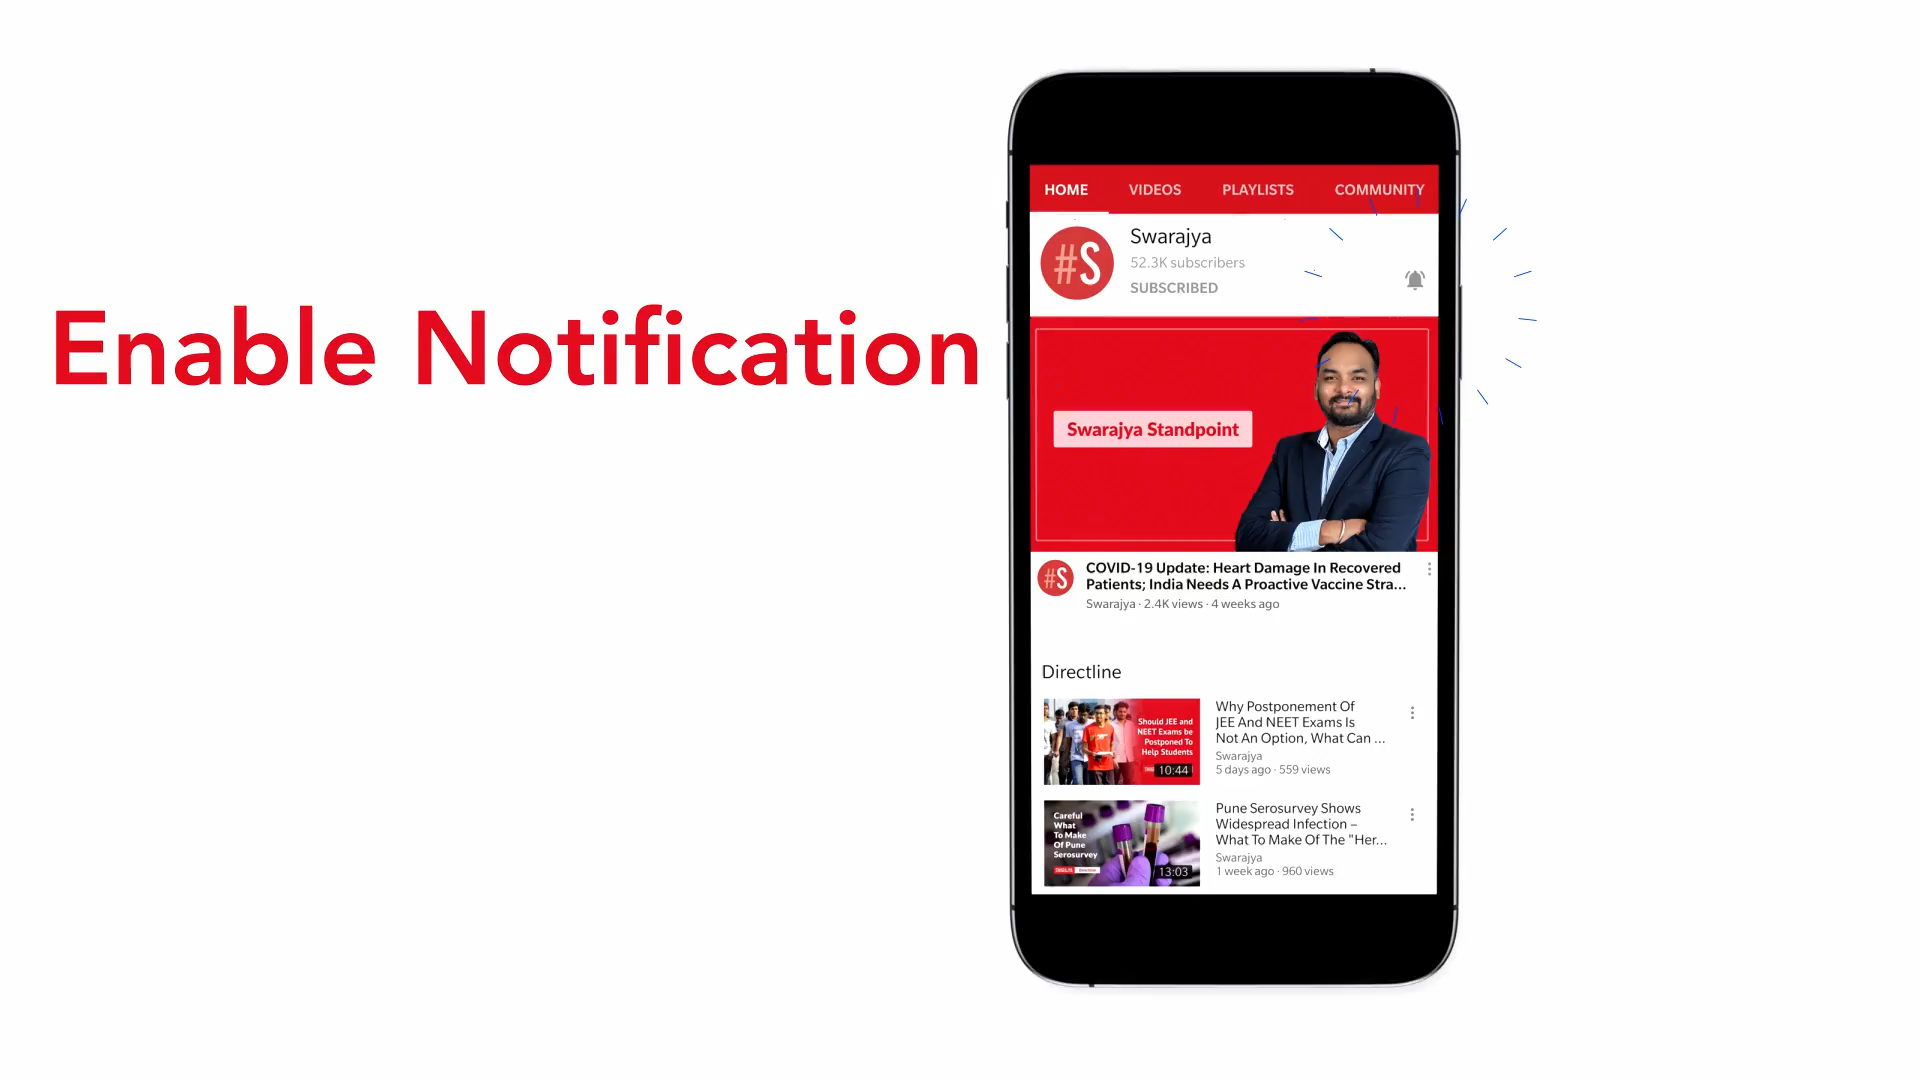 Enable Notification
HOME VIDEOS PLAYLISTS COMMUNITY
#S
Swarajya
52.3K subscribers
SUBSCRIBED
Swarajya Standpoint
#S
COVID-19 Update: Heart Damage In Recovered
Patients; India Needs A Proactive Vaccine Stra...
Swarajya · 2.4K views · 4 weeks ago
Directline
Should JEE and
NEET Exams be
Postponed To
Help Students
10:44
Why Postponement Of
JEE And NEET Exams Is
Not An Option, What Can ...
Swarajya
5 days ago · 559 views
Careful
What
To Make
Of Pune
Serosurvey
13:03
Pune Serosurvey Shows
Widespread Infection –
What To Make Of The "Her...
Swarajya
1 week ago · 960 views